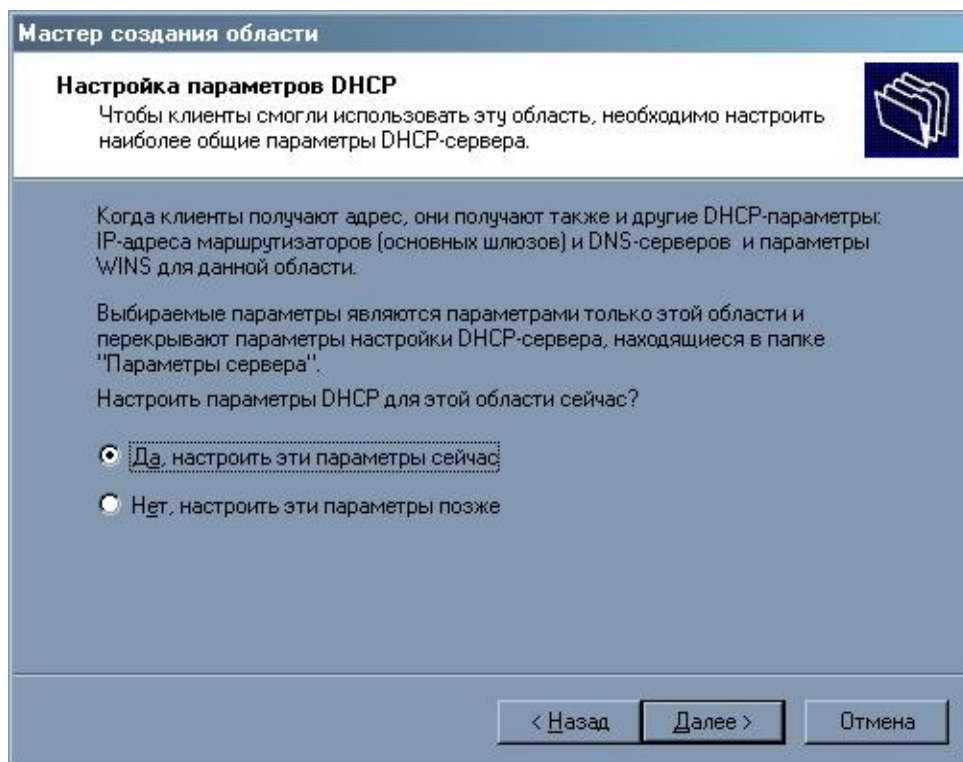 Мастер создания области
Настройка параметров DHCP
Чтобы клиенты смогли использовать эту область, необходимо настроить
наиболее общие параметры DHCP-сервера.
Когда клиенты получают адрес, они получают также и другие DHCP-параметры:
IP-адреса маршрутизаторов (основных шлюзов) и DNS-серверов и параметры
WINS для данной области.
Выбираемые параметры являются параметрами только этой области и
перекрывают параметры настройки DHCP-сервера, находящиеся в папке
"Параметры сервера".
Настроить параметры DHCP для этой области сейчас?
Да, настроить эти параметры сейчас
Нет, настроить эти параметры позже
< Назад
Далее >
Отмена